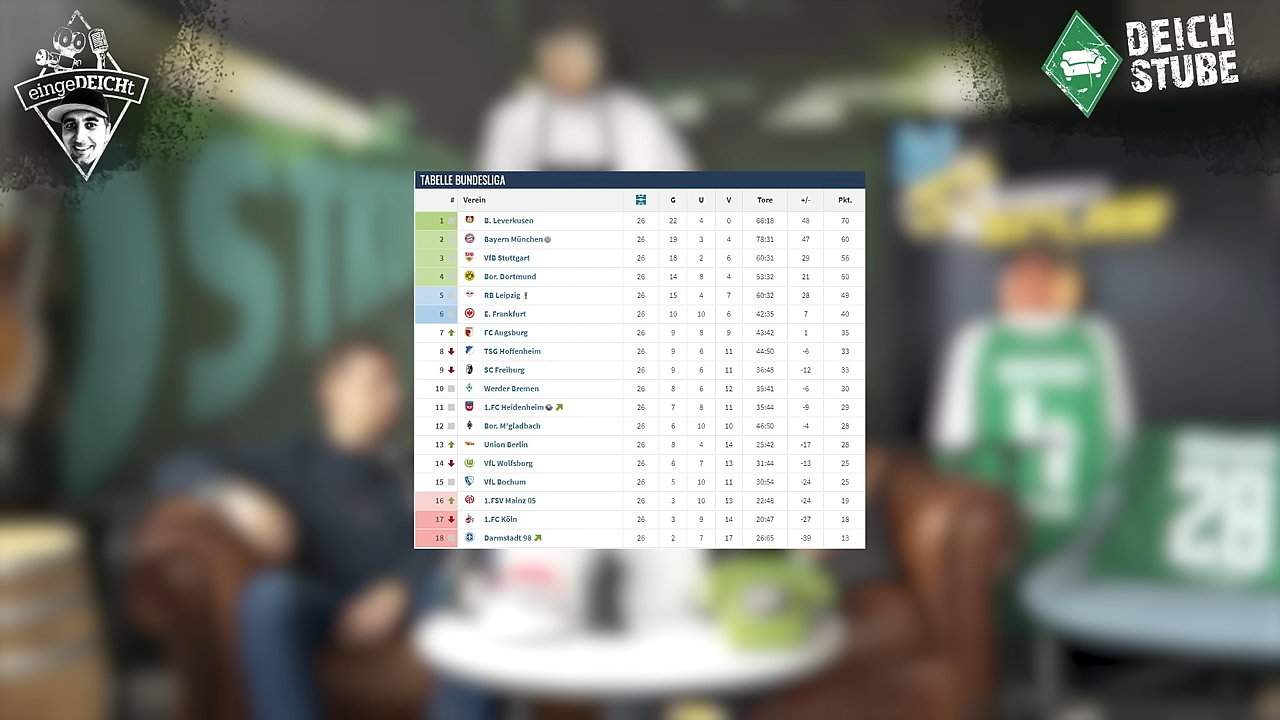 eingeDEICHt
DEICH
STUBE
TABELLE BUNDESLIGA
# Verein G U V Tore +/- Pkt.
1 B. Leverkusen 26 22 4 0 66:18 48 70
2 Bayern München 26 19 3 4 78:31 47 60
3 VfB Stuttgart 26 18 2 6 60:31 29 56
4 Bor. Dortmund 26 14 8 4 53:32 21 50
5 RB Leipzig 26 15 4 7 60:32 28 49
6 E. Frankfurt 26 10 10 6 42:35 7 40
7 FC Augsburg 26 9 8 9 43:42 1 35
8 TSG Hoffenheim 26 9 6 11 44:50 -6 33
9 SC Freiburg 26 9 6 11 36:48 -12 33
10 Werder Bremen 26 8 6 12 35:41 -6 30
11 1.FC Heidenheim 26 7 8 11 35:44 -9 29
12 Bor. M'gladbach 26 6 10 10 46:50 -4 28
13 Union Berlin 26 8 4 14 25:42 -17 28
14 VfL Wolfsburg 26 6 7 13 31:44 -13 25
15 VfL Bochum 26 5 10 11 30:54 -24 25
16 1.FSV Mainz 05 26 3 10 13 22:46 -24 19
17 1.FC Köln 26 3 9 14 20:47 -27 18
18 Darmstadt 98 26 2 7 17 26:65 -39 13
28